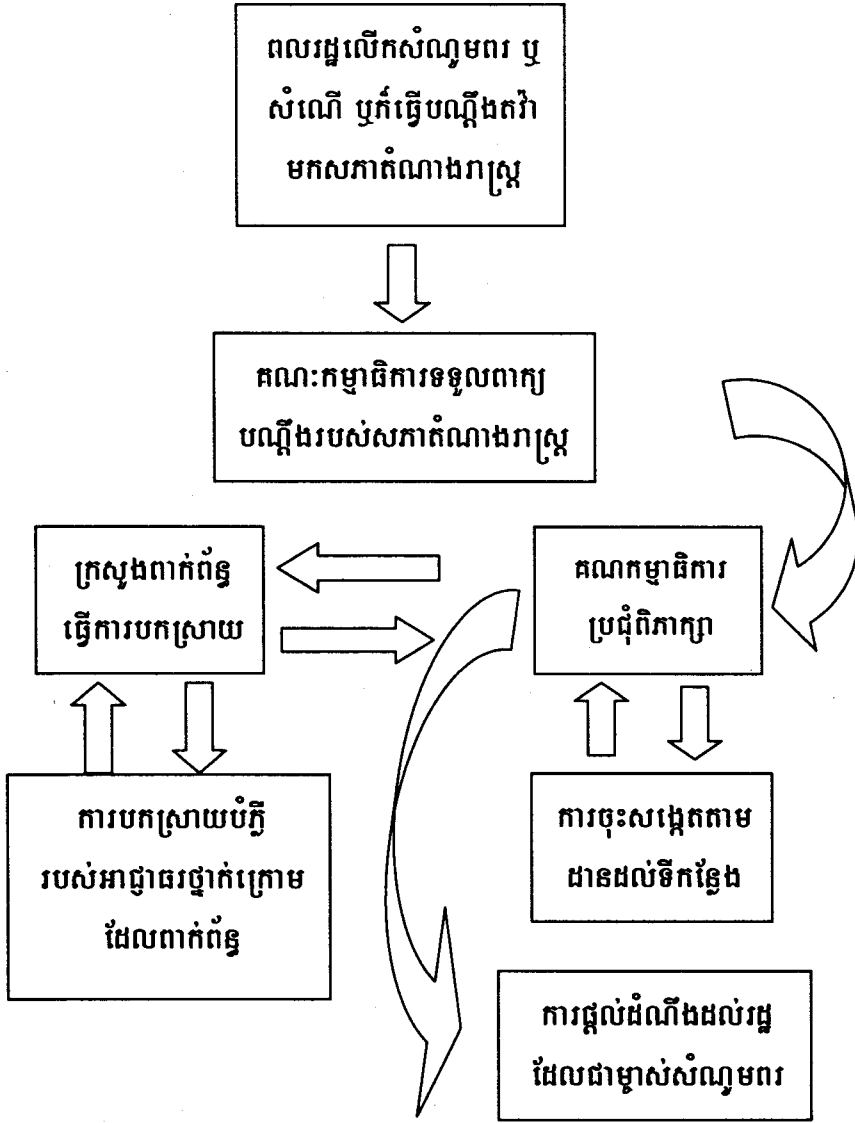 ពលរដ្ឋលើកសំណូមពរ ឬ
សំណើ ឬក៏ធ្វើបណ្តឹងតវ៉ា
មកសភាតំណាងរាស្ត្រ
គណៈកម្មាធិការទទួលពាក្យ
បណ្តឹងរបស់សភាតំណាងរាស្ត្រ
ក្រសួងពាក់ព័ន្ធ
ធ្វើការបកស្រាយ
គណកម្មាធិការ
ប្រជុំពិភាក្សា
ការបកស្រាយបំភ្លឺ
របស់អាជ្ញាធរថ្នាក់ក្រោម
ដែលពាក់ព័ន្ធ
ការចុះសង្កេតតាម
ដានដល់ទីកន្លែង
ការផ្តល់ដំណឹងដល់រដ្ឋ
ដែលជាម្ចាស់សំណូមពរ